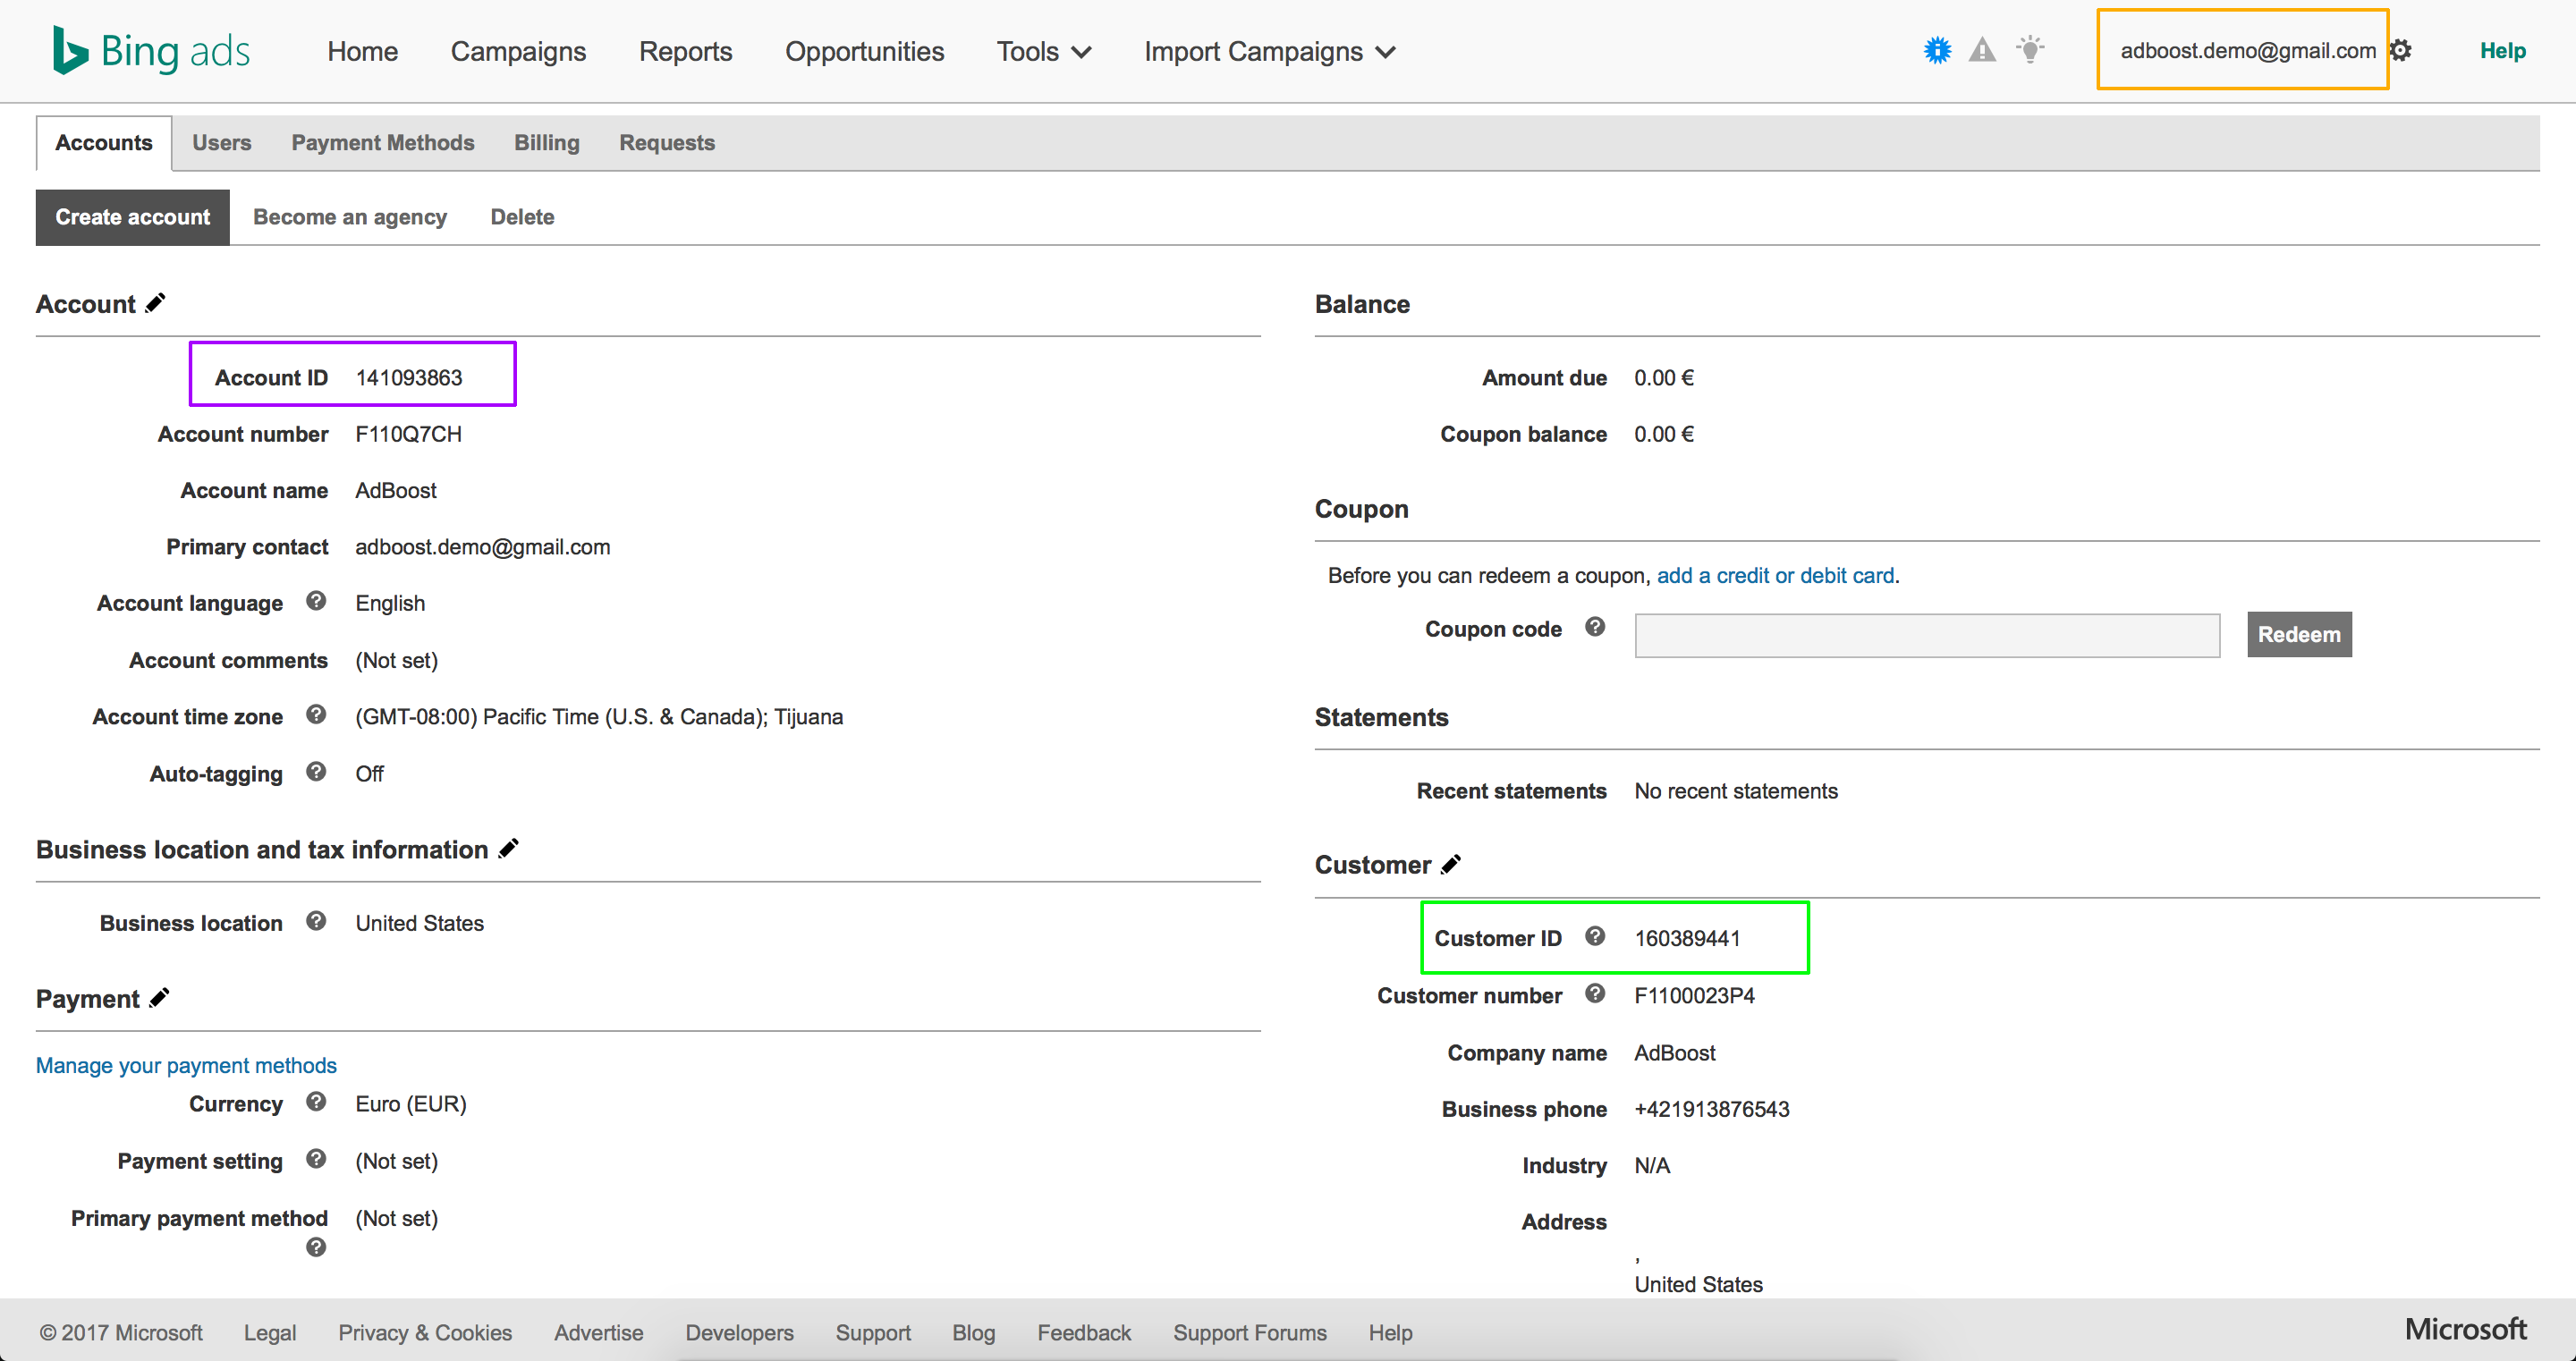 Bing ads Home Campaigns Reports Opportunities Tools Import Campaigns adboost.demo@gmail.com Help
Accounts Users Payment Methods Billing Requests
Create account Become an agency Delete
Account
Account ID 141093863
Account number F110Q7CH
Account name AdBoost
Primary contact adboost.demo@gmail.com
Account language English
Account comments (Not set)
Account time zone (GMT-08:00) Pacific Time (U.S. & Canada); Tijuana
Auto-tagging Off
Business location and tax information
Business location United States
Payment
Manage your payment methods
Currency Euro (EUR)
Payment setting (Not set)
Primary payment method (Not set)
Balance
Amount due 0.00 €
Coupon balance 0.00 €
Coupon
Before you can redeem a coupon, add a credit or debit card.
Coupon code Redeem
Statements
Recent statements No recent statements
Customer
Customer ID 160389441
Customer number F1100023P4
Company name AdBoost
Business phone +421913876543
Industry N/A
Address
,
United States
© 2017 Microsoft Legal Privacy & Cookies Advertise Developers Support Blog Feedback Support Forums Help Microsoft